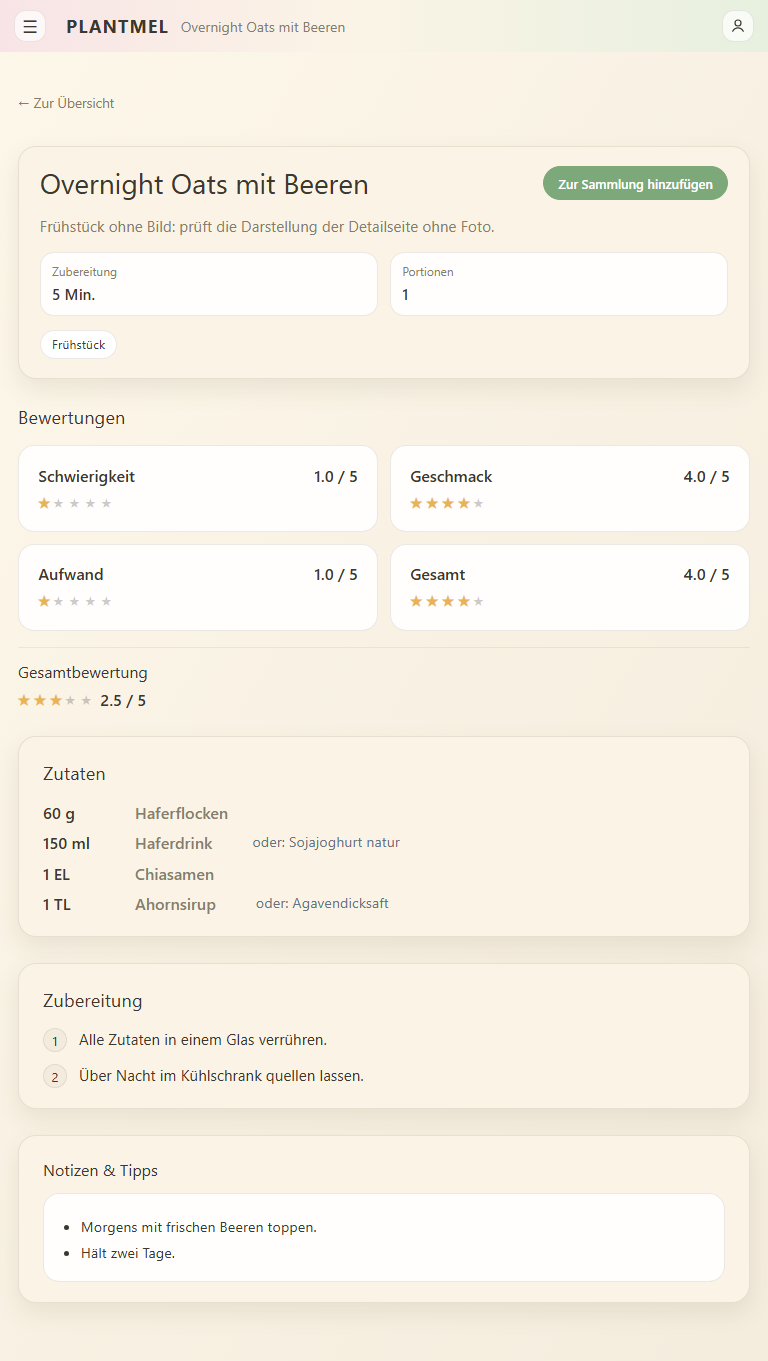 ☰ PLANTMEL Overnight Oats mit Beeren
← Zur Übersicht
Overnight Oats mit Beeren
Zur Sammlung hinzufügen
Frühstück ohne Bild: prüft die Darstellung der Detailseite ohne Foto.
Zubereitung
5 Min.
Portionen
1
Frühstück
Bewertungen
Schwierigkeit 1.0 / 5
★★★★★
Geschmack 4.0 / 5
★★★★★
Aufwand 1.0 / 5
★★★★★
Gesamt 4.0 / 5
★★★★★
Gesamtbewertung
★★★★★ 2.5 / 5
Zutaten
60 g Haferflocken
150 ml Haferdrink oder: Sojajoghurt natur
1 EL Chiasamen
1 TL Ahornsirup oder: Agavendicksaft
Zubereitung
1 Alle Zutaten in einem Glas verrühren.
2 Über Nacht im Kühlschrank quellen lassen.
Notizen & Tipps
• Morgens mit frischen Beeren toppen.
• Hält zwei Tage.